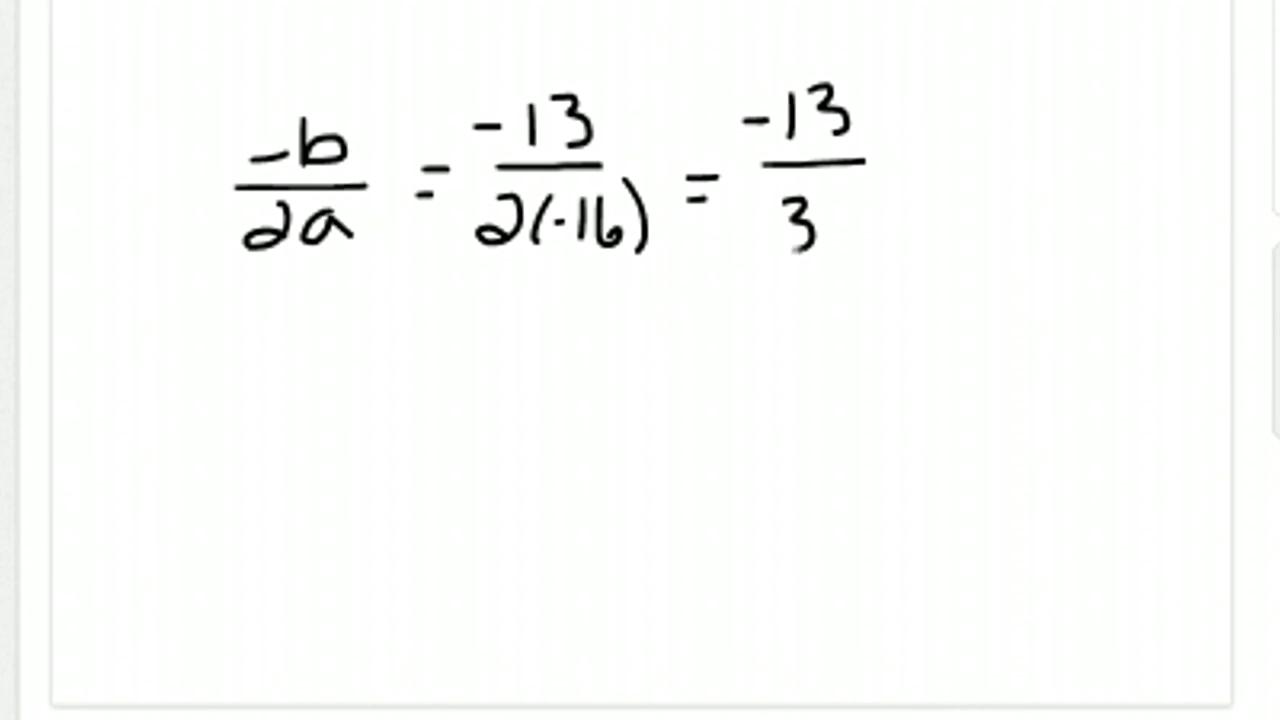 -b/2a = -13/2(-16) = -13/3